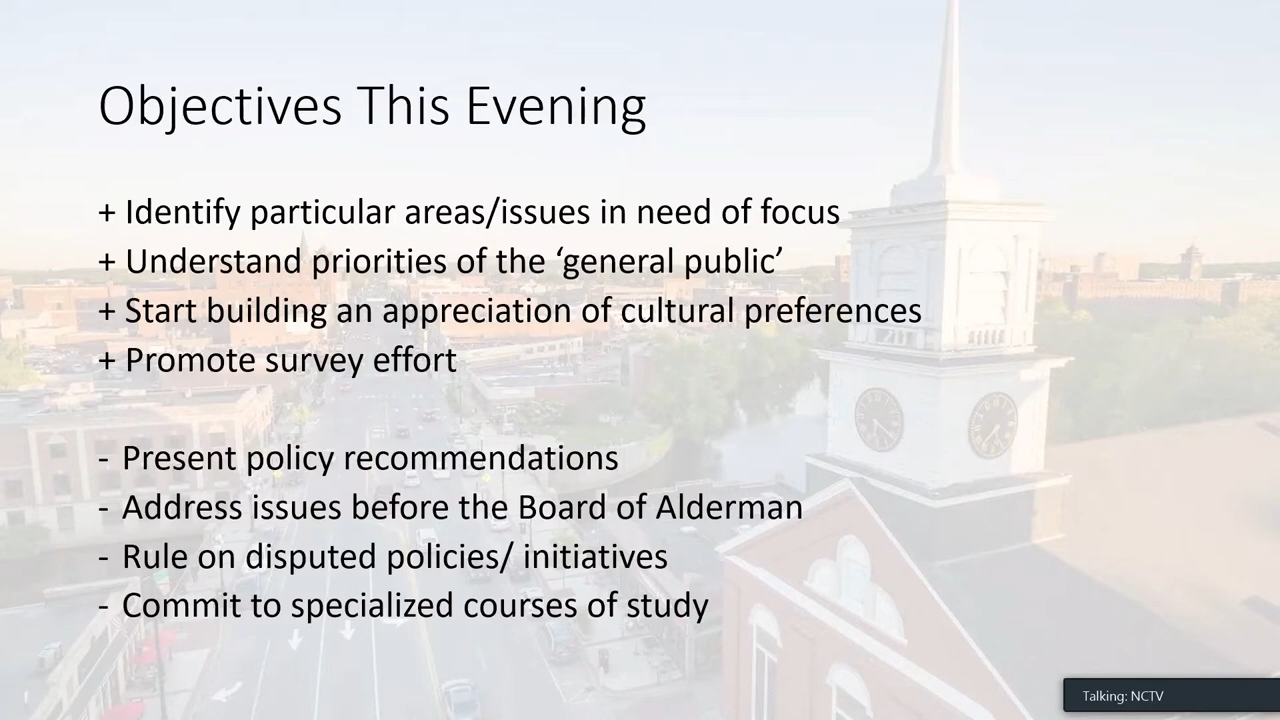 Objectives This Evening
+ Identify particular areas/issues in need of focus
+ Understand priorities of the ‘general public’
+ Start building an appreciation of cultural preferences
+ Promote survey effort
- Present policy recommendations
- Address issues before the Board of Alderman
- Rule on disputed policies/ initiatives
- Commit to specialized courses of study
Talking: NCTV